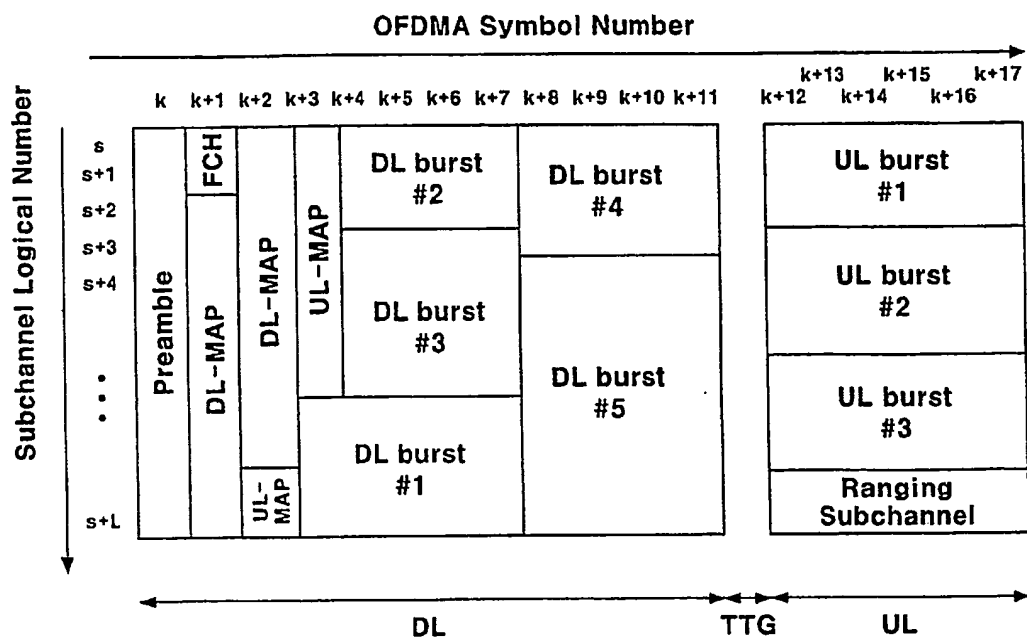 OFDMA Symbol Number
k+13 k+15 k+17
k k+1 k+2 k+3 k+4 k+5 k+6 k+7 k+8 k+9 k+10 k+11 k+12 k+14 k+16
Subchannel Logical Number
s
s+1
s+2
s+3
s+4
s+L
Preamble
FCH
DL-MAP
DL-MAP
UL-
MAP
UL-MAP
DL burst
#2
DL burst
#3
DL burst
#1
DL burst
#4
DL burst
#5
UL burst
#1
UL burst
#2
UL burst
#3
Ranging
Subchannel
DL TTG UL